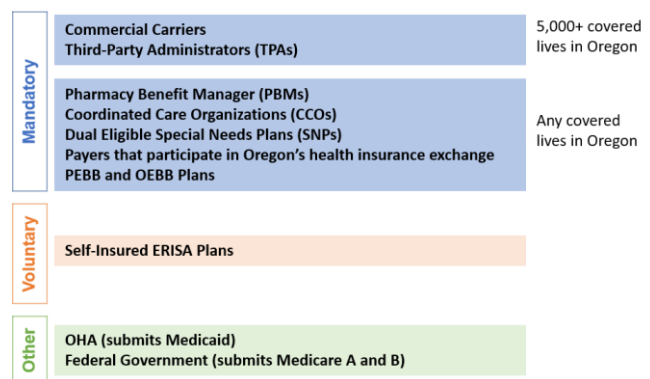 Mandatory
Commercial Carriers
Third-Party Administrators (TPAs)
5,000+ covered
lives in Oregon
Pharmacy Benefit Manager (PBMs)
Coordinated Care Organizations (CCOs)
Dual Eligible Special Needs Plans (SNPs)
Payers that participate in Oregon's health insurance exchange
PEBB and OEBB Plans
Any covered
lives in Oregon
Voluntary
Self-Insured ERISA Plans
Other
OHA (submits Medicaid)
Federal Government (submits Medicare A and B)